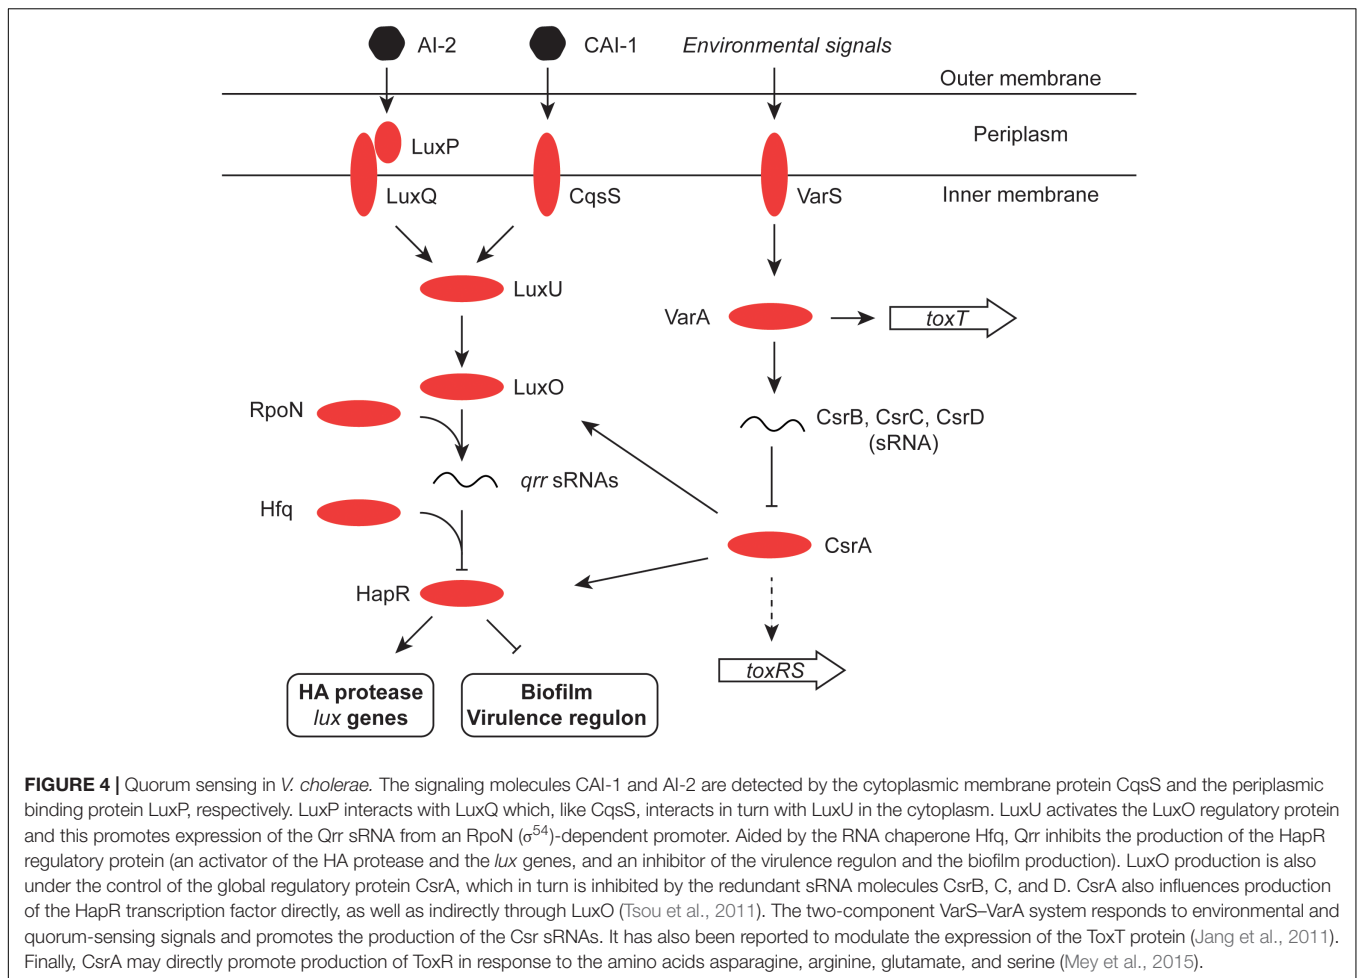 AI-2
CAI-1
Environmental signals
Outer membrane
LuxP
Periplasm
LuxQ
CqsS
VarS
Inner membrane
LuxU
VarA
toxT
LuxO
RpoN
CsrB, CsrC, CsrD
(sRNA)
qrr sRNAs
Hfq
CsrA
HapR
HA protease
lux genes
Biofilm
Virulence regulon
toxRS
FIGURE 4 | Quorum sensing in V. cholerae. The signaling molecules CAI-1 and AI-2 are detected by the cytoplasmic membrane protein CqsS and the periplasmic
binding protein LuxP, respectively. LuxP interacts with LuxQ which, like CqsS, interacts in turn with LuxU in the cytoplasm. LuxU activates the LuxO regulatory protein
and this promotes expression of the Qrr sRNA from an RpoN (σ54)-dependent promoter. Aided by the RNA chaperone Hfq, Qrr inhibits the production of the HapR
regulatory protein (an activator of the HA protease and the lux genes, and an inhibitor of the virulence regulon and the biofilm production). LuxO production is also
under the control of the global regulatory protein CsrA, which in turn is inhibited by the redundant sRNA molecules CsrB, C, and D. CsrA also influences production
of the HapR transcription factor directly, as well as indirectly through LuxO (Tsou et al., 2011). The two-component VarS–VarA system responds to environmental and
quorum-sensing signals and promotes the production of the Csr sRNAs. It has also been reported to modulate the expression of the ToxT protein (Jang et al., 2011).
Finally, CsrA may directly promote production of ToxR in response to the amino acids asparagine, arginine, glutamate, and serine (Mey et al., 2015).